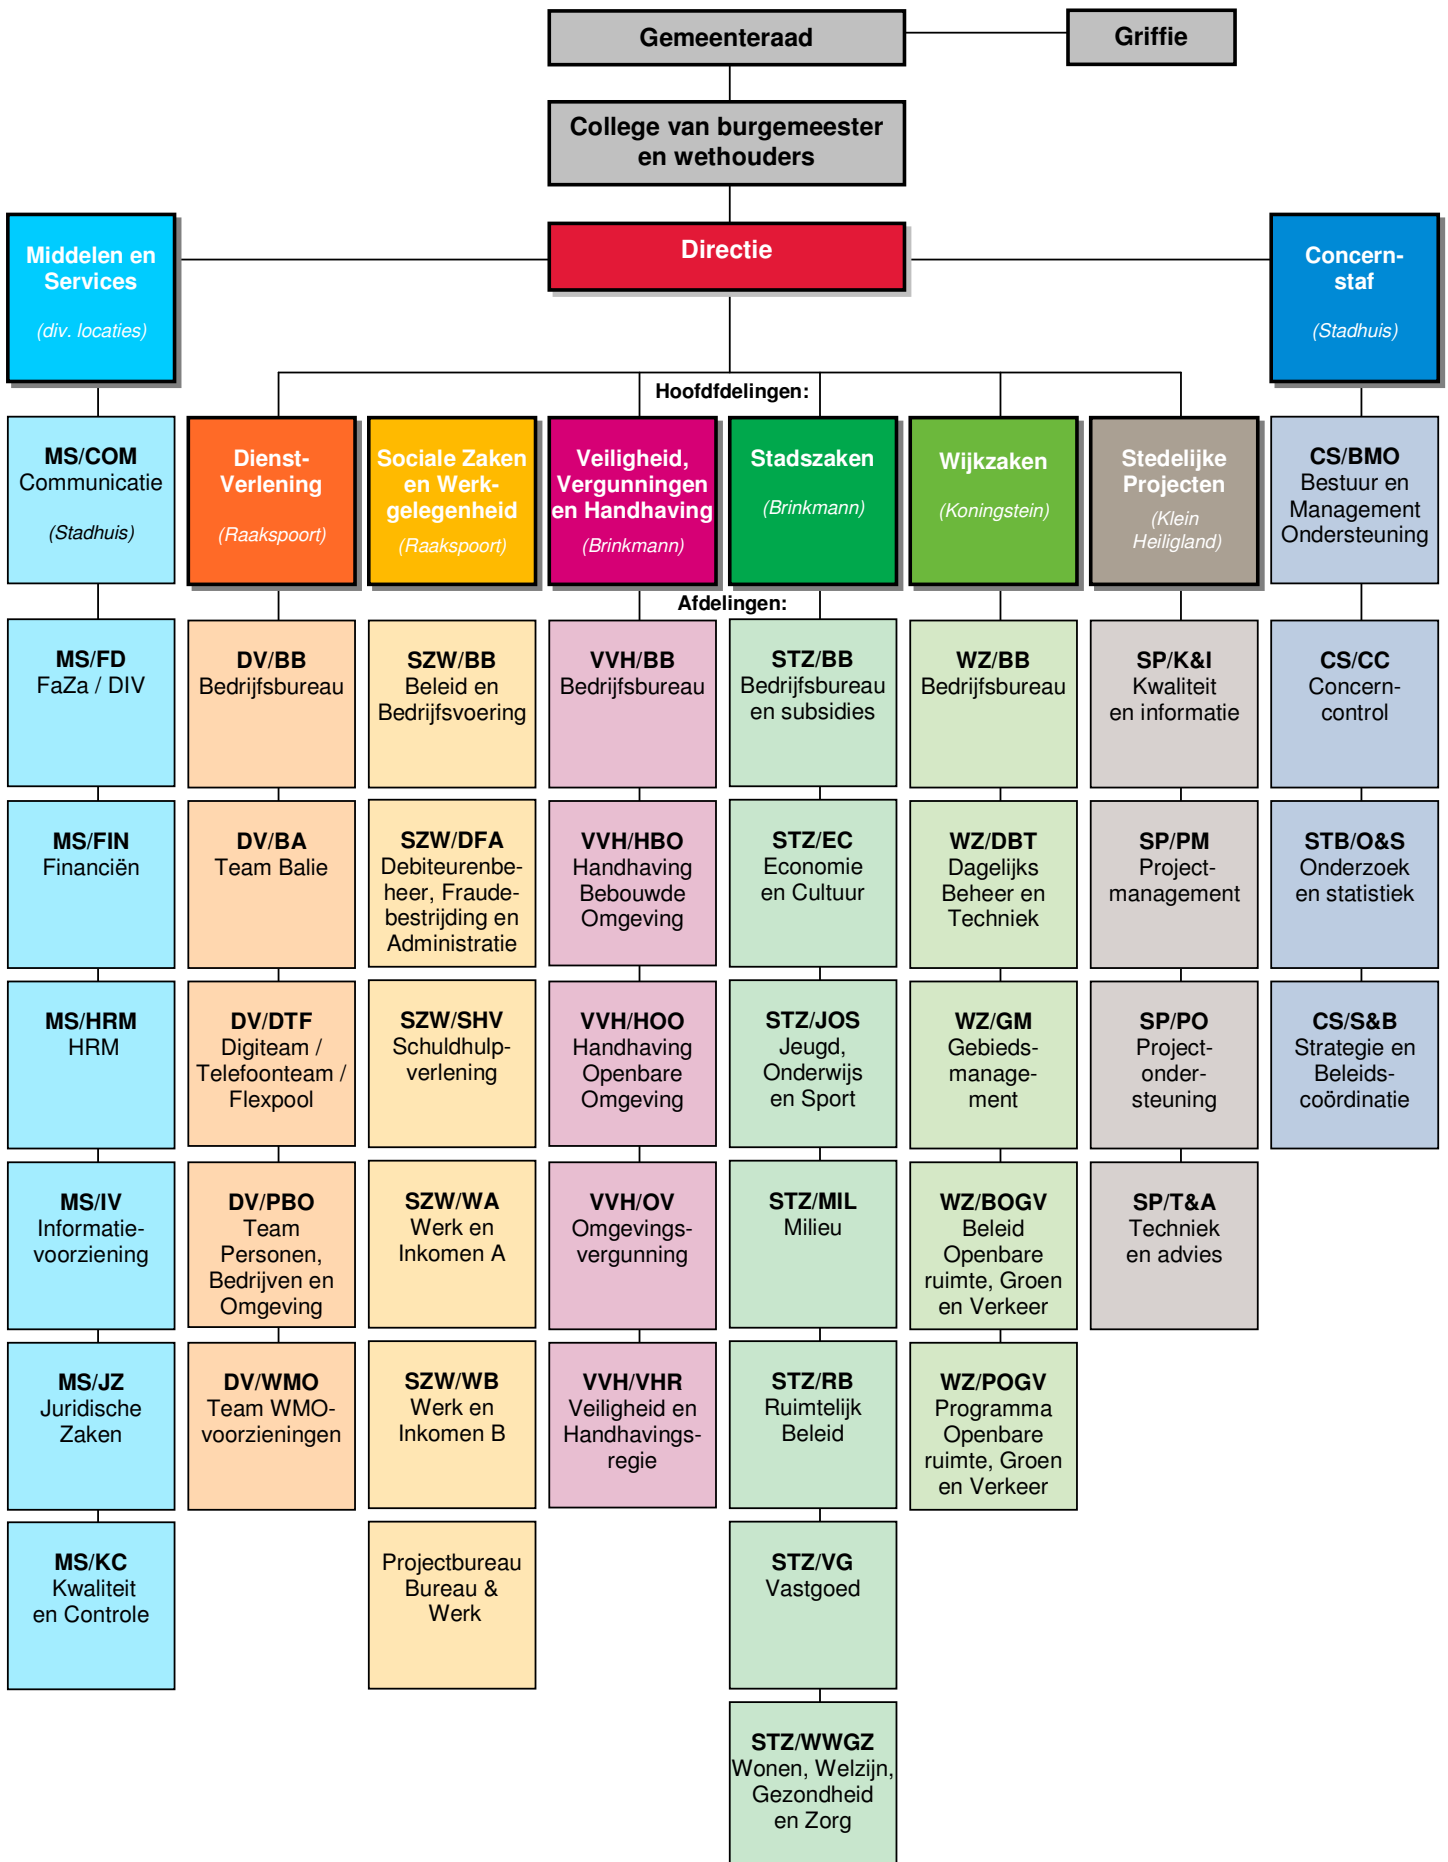 Gemeenteraad
Griffie
College van burgemeester
en wethouders
Directie
Middelen en
Services
(div. locaties)
Concern-
staf
(Stadhuis)
Hoofdfdelingen:
MS/COM
Communicatie
(Stadhuis)
Dienst-
Verlening
(Raakspoort)
Sociale Zaken
en Werk-
gelegenheid
(Raakspoort)
Veiligheid,
Vergunningen
en Handhaving
(Brinkmann)
Stadszaken
(Brinkmann)
Wijkzaken
(Koningstein)
Stedelijke
Projecten
(Klein
Heiligland)
CS/BMO
Bestuur en
Management
Ondersteuning
Afdelingen:
MS/FD
FaZa / DIV
DV/BB
Bedrijfsbureau
SZW/BB
Beleid en
Bedrijfsvoering
VVH/BB
Bedrijfsbureau
STZ/BB
Bedrijfsbureau
en subsidies
WZ/BB
Bedrijfsbureau
SP/K&I
Kwaliteit
en informatie
CS/CC
Concern-
control
MS/FIN
Financiën
DV/BA
Team Balie
SZW/DFA
Debiteurenbe-
heer, Fraude-
bestrijding en
Administratie
VVH/HBO
Handhaving
Bebouwde
Omgeving
STZ/EC
Economie
en Cultuur
WZ/DBT
Dagelijks
Beheer en
Techniek
SP/PM
Project-
management
STB/O&S
Onderzoek
en statistiek
MS/HRM
HRM
DV/DTF
Digiteam /
Telefoonteam /
Flexpool
SZW/SHV
Schuldhulp-
verlening
VVH/HOO
Handhaving
Openbare
Omgeving
STZ/JOS
Jeugd,
Onderwijs
en Sport
WZ/GM
Gebieds-
manage-
ment
SP/PO
Project-
onder-
steuning
CS/S&B
Strategie en
Beleids-
coördinatie
MS/IV
Informatie-
voorziening
DV/PBO
Team
Personen,
Bedrijven en
Omgeving
SZW/WA
Werk en
Inkomen A
VVH/OV
Omgevings-
vergunning
STZ/MIL
Milieu
WZ/BOGV
Beleid
Openbare
ruimte, Groen
en Verkeer
SP/T&A
Techniek
en advies
MS/JZ
Juridische
Zaken
DV/WMO
Team WMO-
voorzieningen
SZW/WB
Werk en
Inkomen B
VVH/VHR
Veiligheid en
Handhavings-
regie
STZ/RB
Ruimtelijk
Beleid
WZ/POGV
Programma
Openbare
ruimte, Groen
en Verkeer
MS/KC
Kwaliteit
en Controle
Projectbureau
Bureau &
Werk
STZ/VG
Vastgoed
STZ/WWGZ
Wonen, Welzijn,
Gezondheid
en Zorg